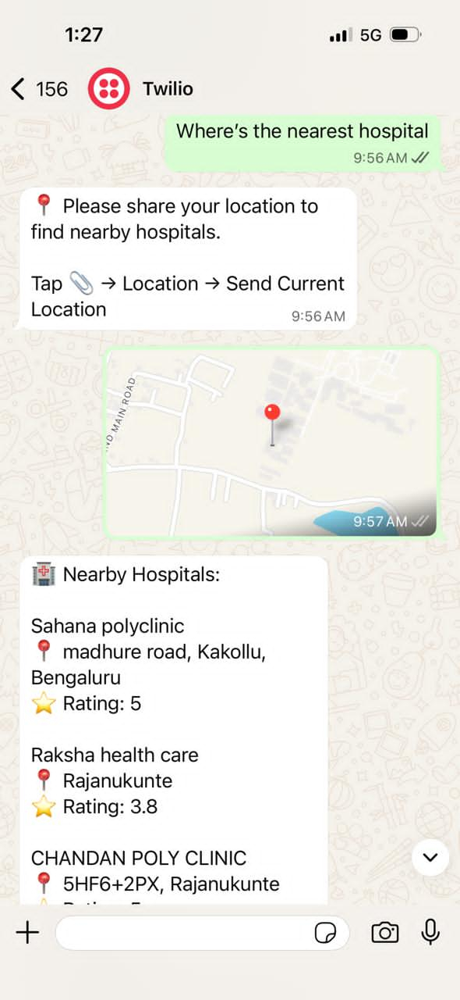 1:27
5G
156
Twilio
Where's the nearest hospital
9:56 AM
📍 Please share your location to
find nearby hospitals.
Tap 📎 → Location → Send Current
Location
9:56 AM
ND MAIN ROAD
9:57 AM
🏥 Nearby Hospitals:
Sahana polyclinic
📍 madhure road, Kakollu,
Bengaluru
⭐ Rating: 5
Raksha health care
📍 Rajanukunte
⭐ Rating: 3.8
CHANDAN POLY CLINIC
📍 5HF6+2PX, Rajanukunte